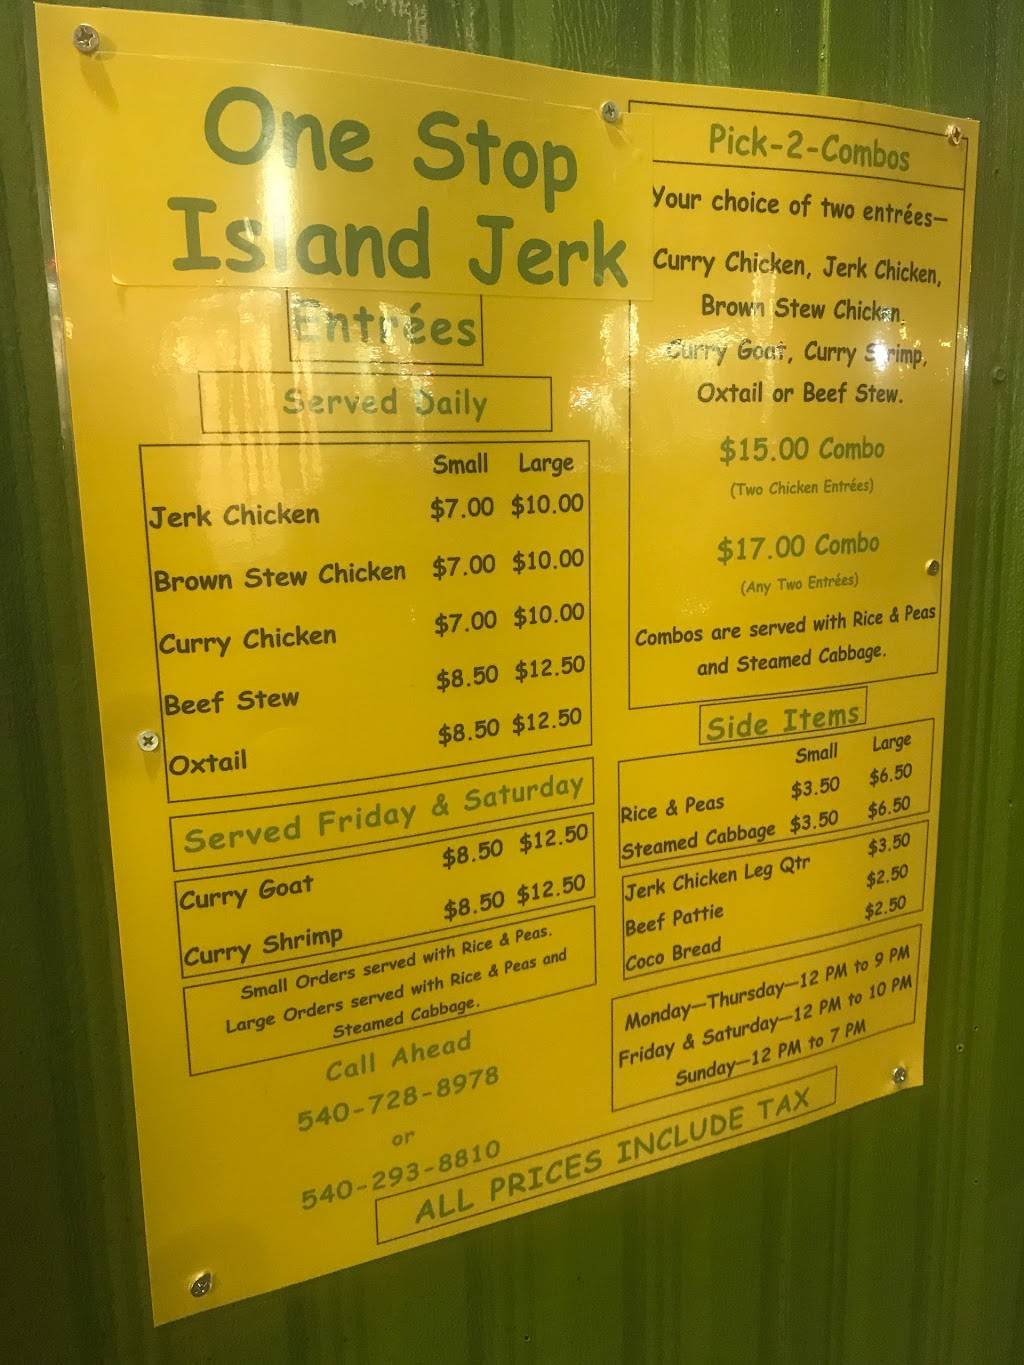 One Stop
Island Jerk
Entrées
Served Daily
Small Large
Jerk Chicken $7.00 $10.00
Brown Stew Chicken $7.00 $10.00
Curry Chicken $7.00 $10.00
Beef Stew $8.50 $12.50
Oxtail $8.50 $12.50
Served Friday & Saturday
Curry Goat $8.50 $12.50
Curry Shrimp $8.50 $12.50
Small Orders served with Rice & Peas.
Large Orders served with Rice & Peas and
Steamed Cabbage.
Call Ahead
540-728-8978
or
540-293-8810
Pick-2-Combos
Your choice of two entrées—
Curry Chicken, Jerk Chicken,
Brown Stew Chicken,
Curry Goat, Curry Shrimp,
Oxtail or Beef Stew.
$15.00 Combo
(Two Chicken Entrées)
$17.00 Combo
(Any Two Entrées)
Combos are served with Rice & Peas
and Steamed Cabbage.
Side Items
Small Large
Rice & Peas $3.50 $6.50
Steamed Cabbage $3.50 $6.50
Jerk Chicken Leg Qtr $3.50
Beef Pattie $2.50
Coco Bread $2.50
Monday—Thursday—12 PM to 9 PM
Friday & Saturday—12 PM to 10 PM
Sunday—12 PM to 7 PM
ALL PRICES INCLUDE TAX